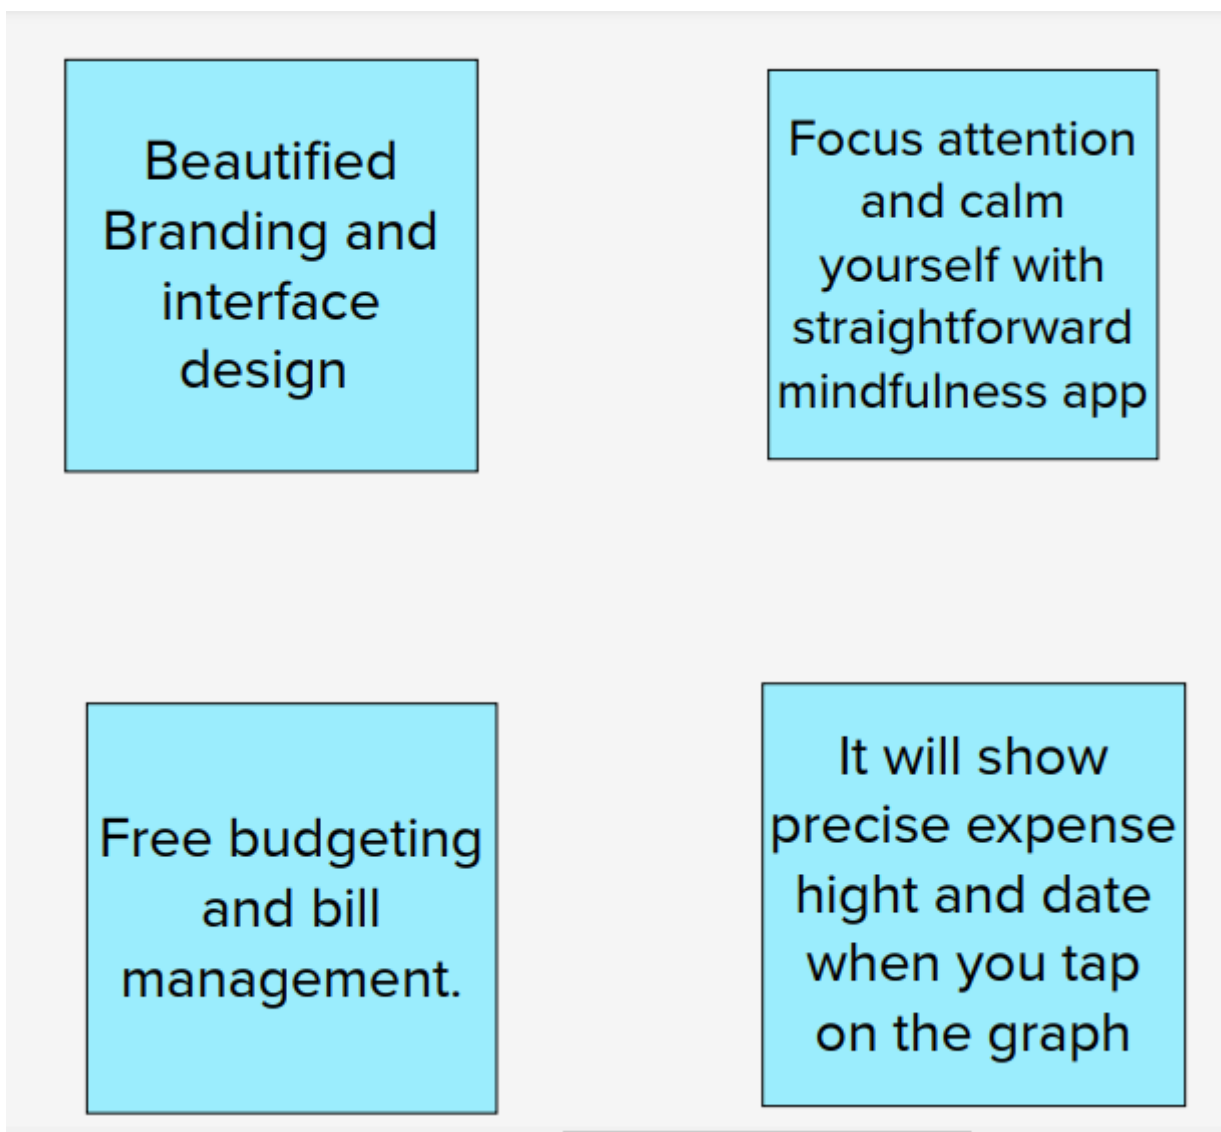 Beautified
Branding and
interface
design
Focus attention
and calm
yourself with
straightforward
mindfulness app
Free budgeting
and bill
management.
It will show
precise expense
hight and date
when you tap
on the graph